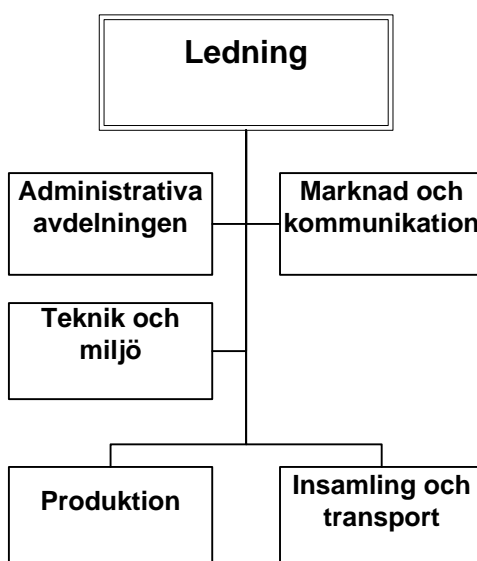 Ledning
Administrativa
avdelningen
Marknad och
kommunikation
Teknik och
miljö
Produktion
Insamling och
transport